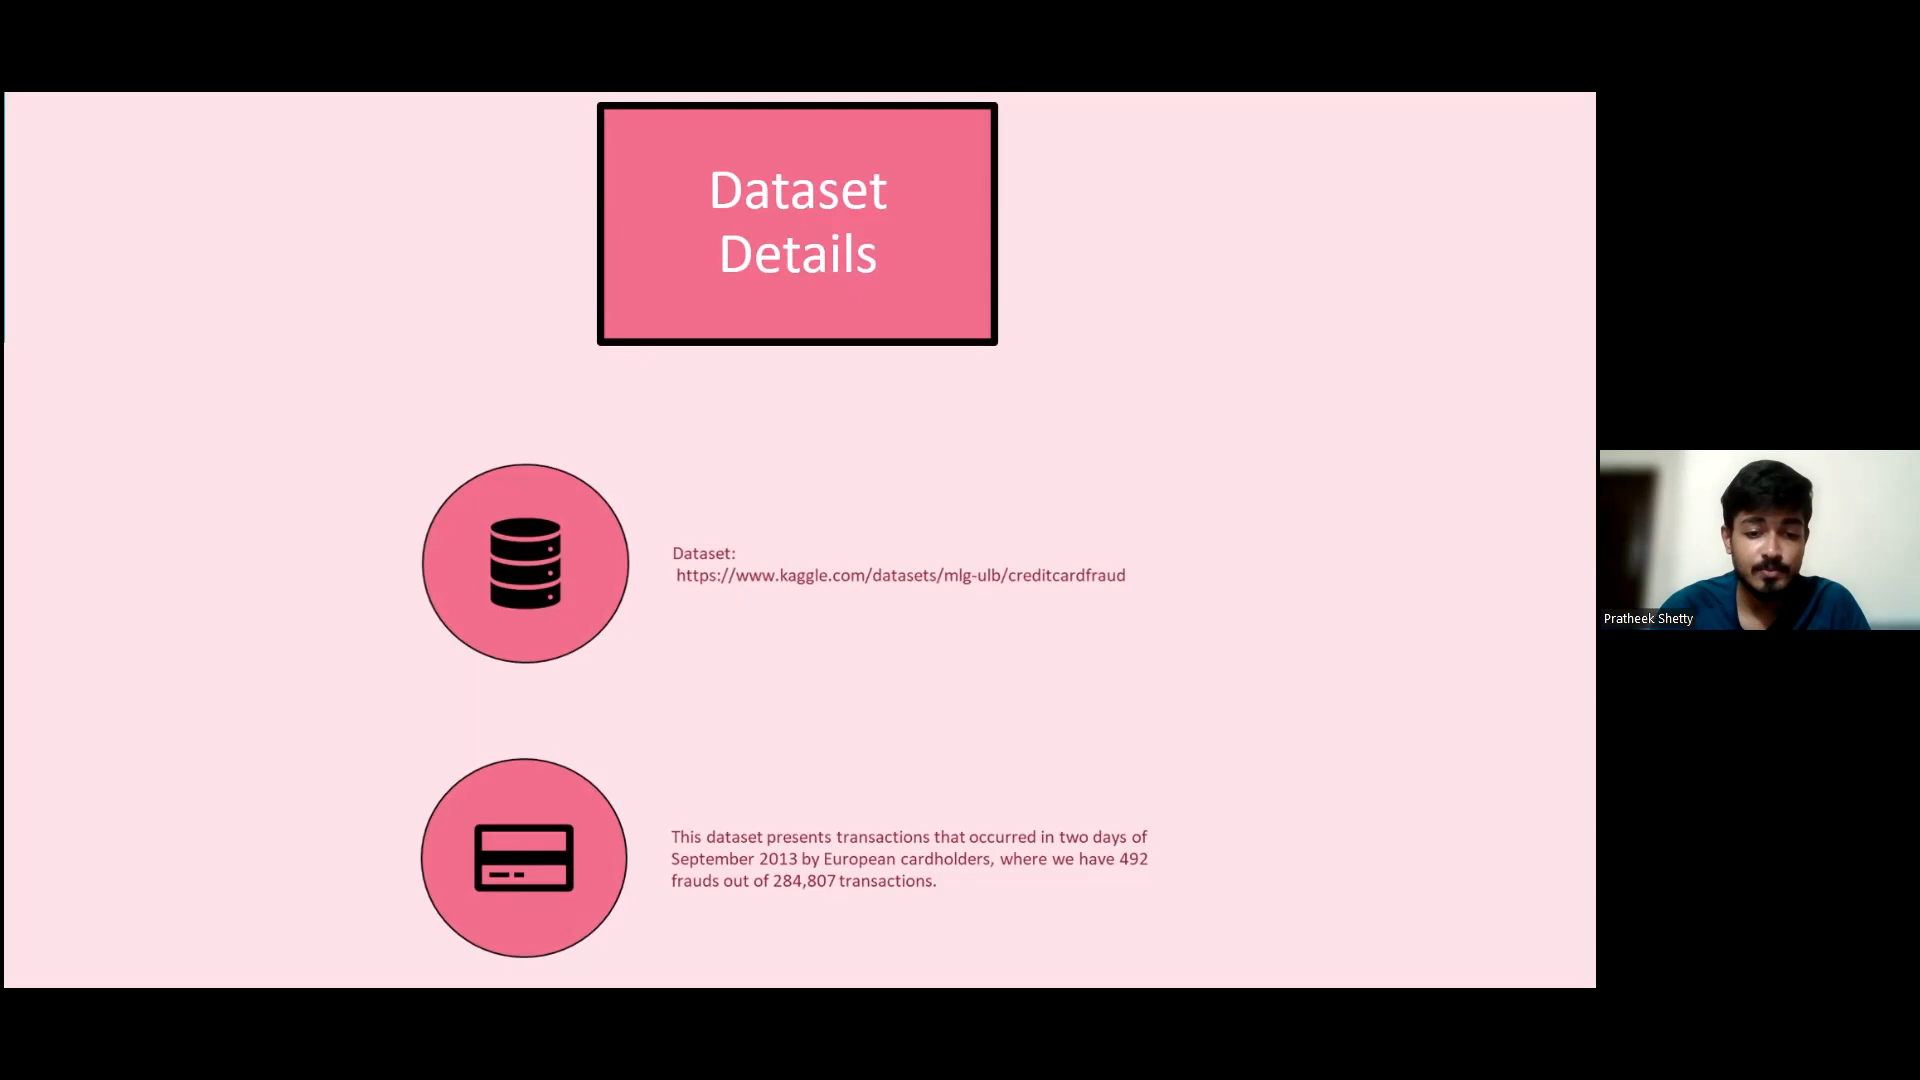 Dataset
Details
Dataset:
https://www.kaggle.com/datasets/mlg-ulb/creditcardfraud
Pratheek Shetty
This dataset presents transactions that occurred in two days of
September 2013 by European cardholders, where we have 492
frauds out of 284,807 transactions.